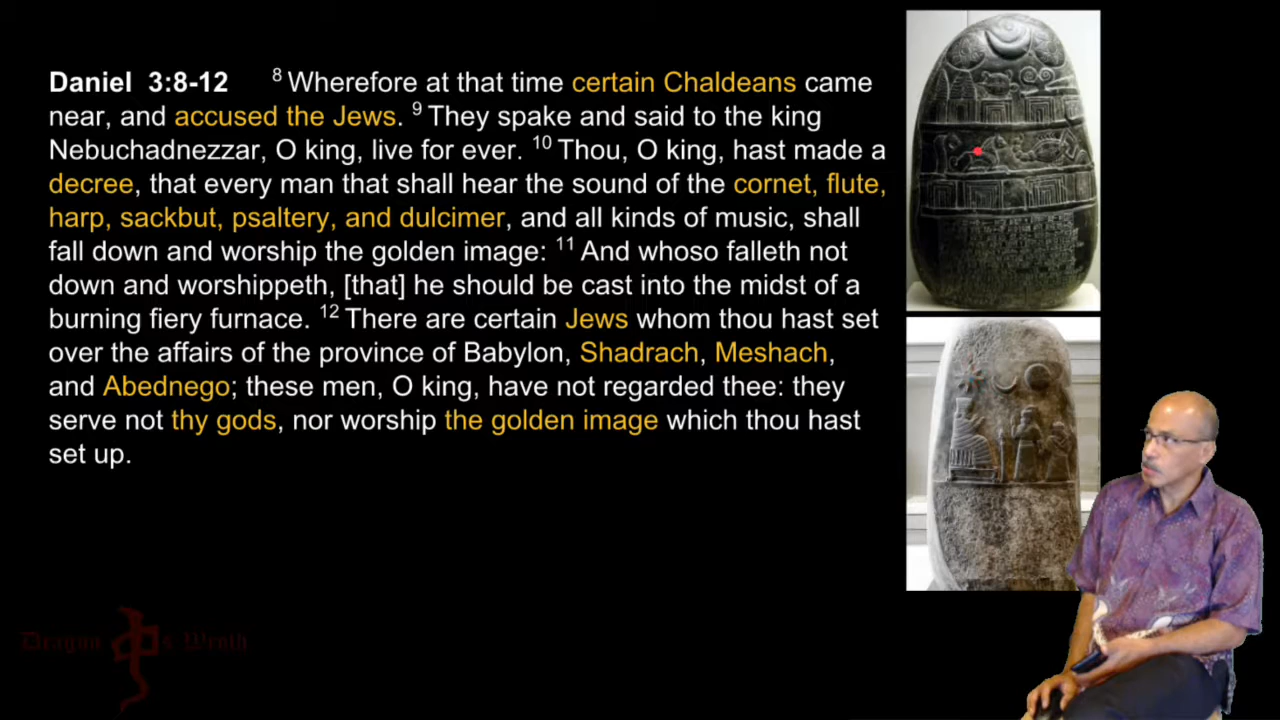 Daniel 3:8-12 8 Wherefore at that time certain Chaldeans came
near, and accused the Jews. 9 They spake and said to the king
Nebuchadnezzar, O king, live for ever. 10 Thou, O king, hast made a
decree, that every man that shall hear the sound of the cornet, flute,
harp, sackbut, psaltery, and dulcimer, and all kinds of music, shall
fall down and worship the golden image: 11 And whoso falleth not
down and worshippeth, [that] he should be cast into the midst of a
burning fiery furnace. 12 There are certain Jews whom thou hast set
over the affairs of the province of Babylon, Shadrach, Meshach,
and Abednego; these men, O king, have not regarded thee: they
serve not thy gods, nor worship the golden image which thou hast
set up.
Dragon's Wroth